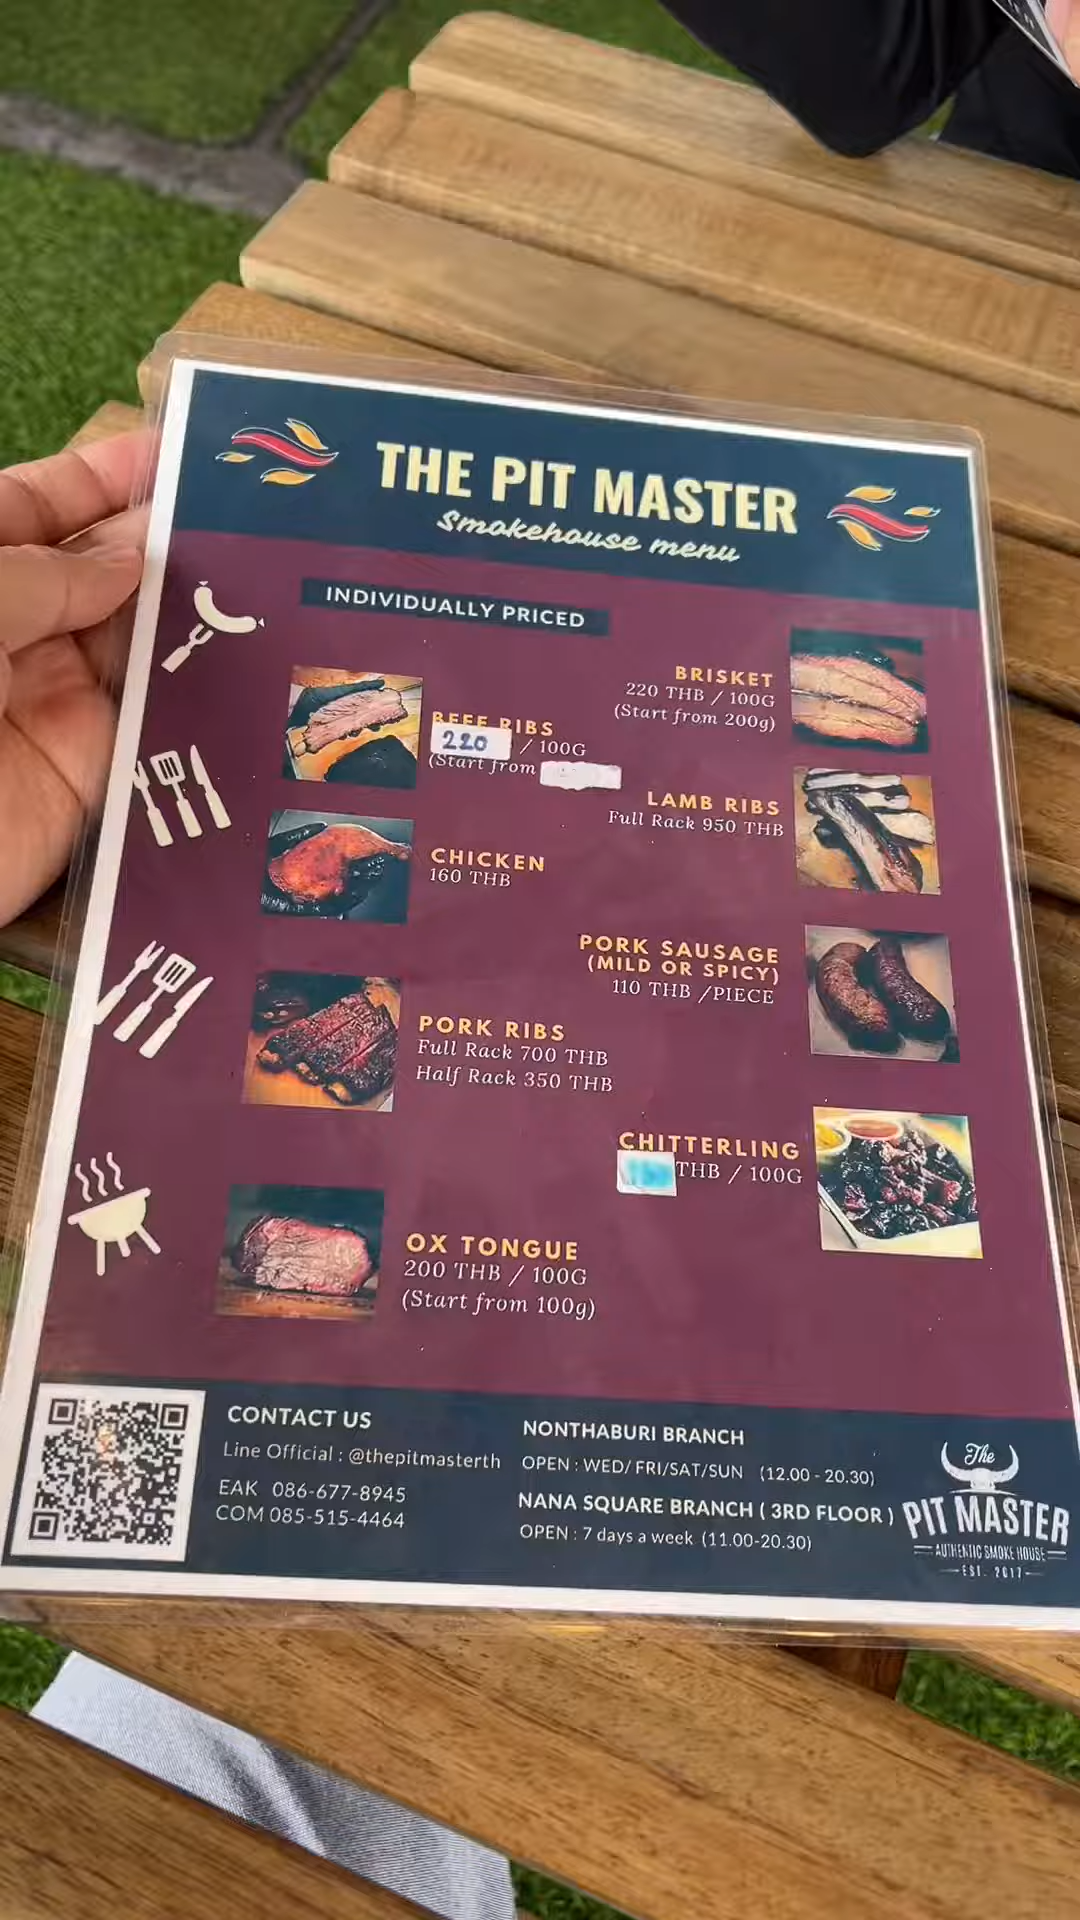 THE PIT MASTER
Smokehouse menu
INDIVIDUALLY PRICED
BEEF RIBS
220 / 100G
(Start from
CHICKEN
160 THB
PORK RIBS
Full Rack 700 THB
Half Rack 350 THB
OX TONGUE
200 THB / 100G
(Start from 100g)
BRISKET
220 THB / 100G
(Start from 200g)
LAMB RIBS
Full Rack 950 THB
PORK SAUSAGE
(MILD OR SPICY)
110 THB /PIECE
CHITTERLING
THB / 100G
CONTACT US
Line Official : @thepitmasterth
EAK 086-677-8945
COM 085-515-4464
NONTHABURI BRANCH
OPEN : WED/ FRI/SAT/SUN (12.00 - 20.30)
NANA SQUARE BRANCH ( 3RD FLOOR )
OPEN : 7 days a week (11.00-20.30)
The
PIT MASTER
AUTHENTIC SMOKE HOUSE
EST. 2017